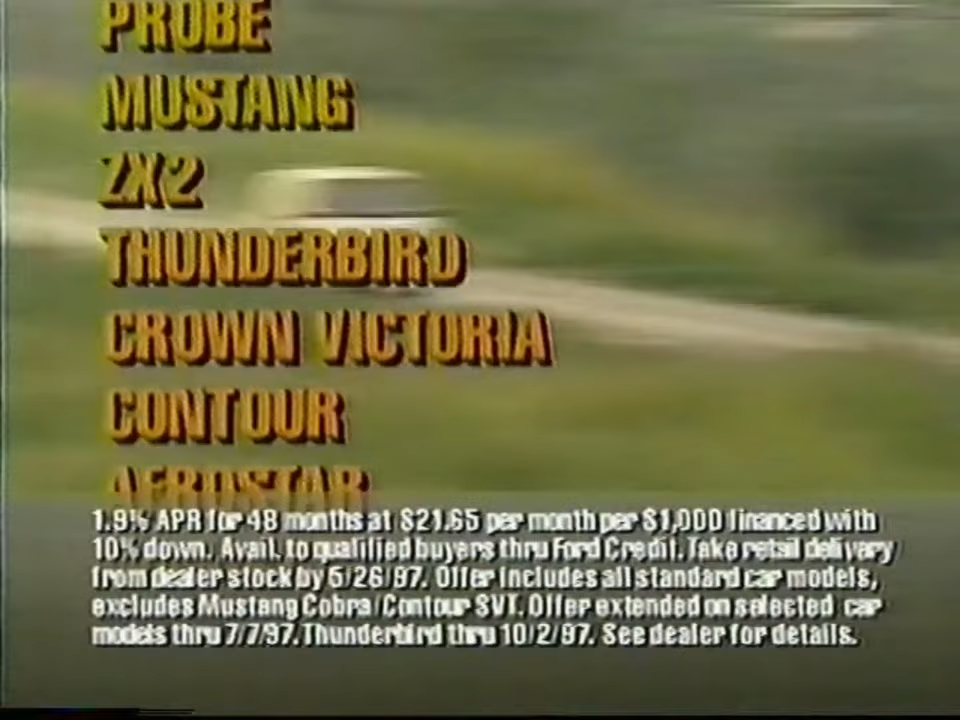 PROBE
MUSTANG
ZX2
THUNDERBIRD
CROWN VICTORIA
CONTOUR
AEROSTAR
1.9% APR for 48 months at $21.65 per month per $1,000 financed with
10% down. Avail. to qualified buyers thru Ford Credit. Take retail delivery
from dealer stock by 5/26/97. Offer includes all standard car models,
excludes Mustang Cobra/Contour SVT. Offer extended on selected car
models thru 7/7/97. Thunderbird thru 10/2/97. See dealer for details.